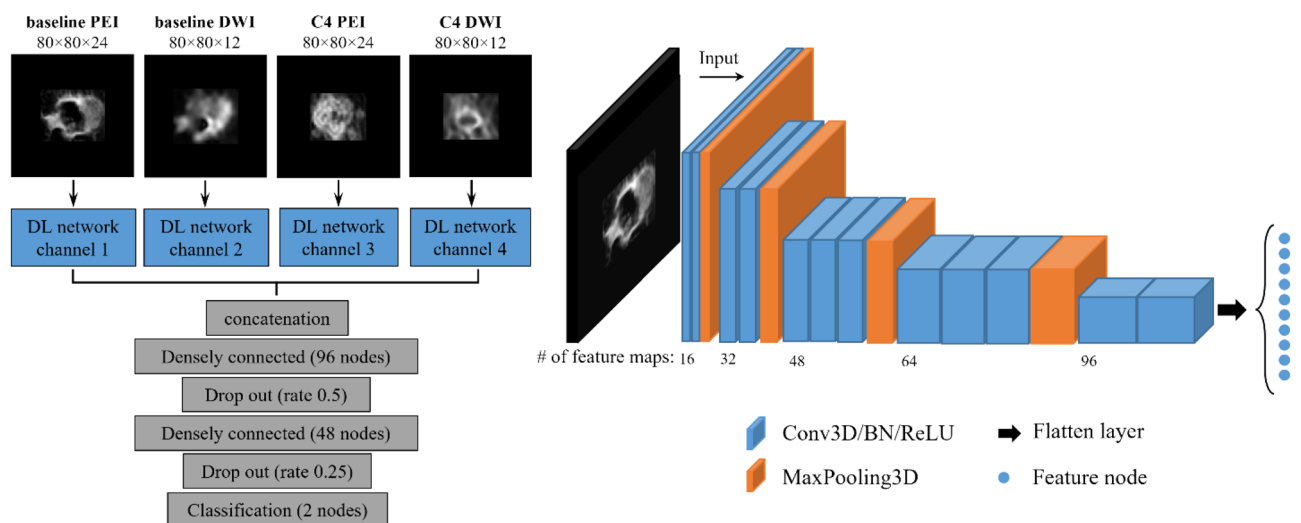 baseline PEI
80×80×24
baseline DWI
80×80×12
C4 PEI
80×80×24
C4 DWI
80×80×12
DL network
channel 1
DL network
channel 2
DL network
channel 3
DL network
channel 4
concatenation
Densely connected (96 nodes)
Drop out (rate 0.5)
Densely connected (48 nodes)
Drop out (rate 0.25)
Classification (2 nodes)
Input
# of feature maps: 16 32 48 64 96
Conv3D/BN/ReLU
Flatten layer
MaxPooling3D
Feature node